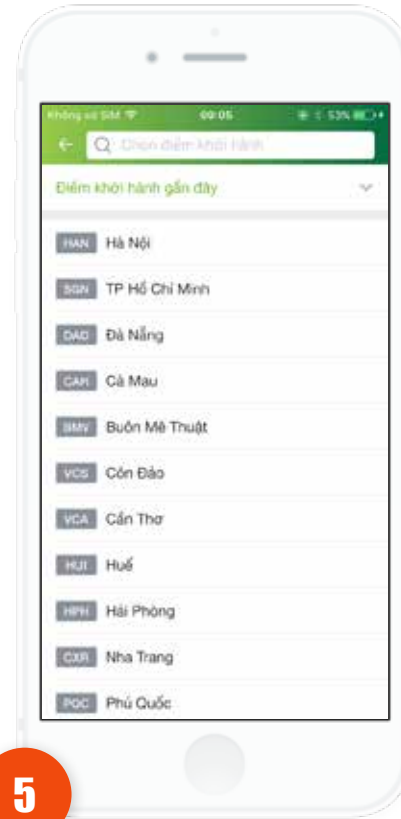 Không có SIM 09:05 53%
Chọn điểm khởi hành
Điểm khởi hành gần đây
HAN Hà Nội
SGN TP Hồ Chí Minh
DAD Đà Nẵng
CAH Cà Mau
BMV Buôn Mê Thuật
VCS Côn Đảo
VCA Cần Thơ
HUI Huế
HPH Hải Phòng
CXR Nha Trang
PQC Phú Quốc
5